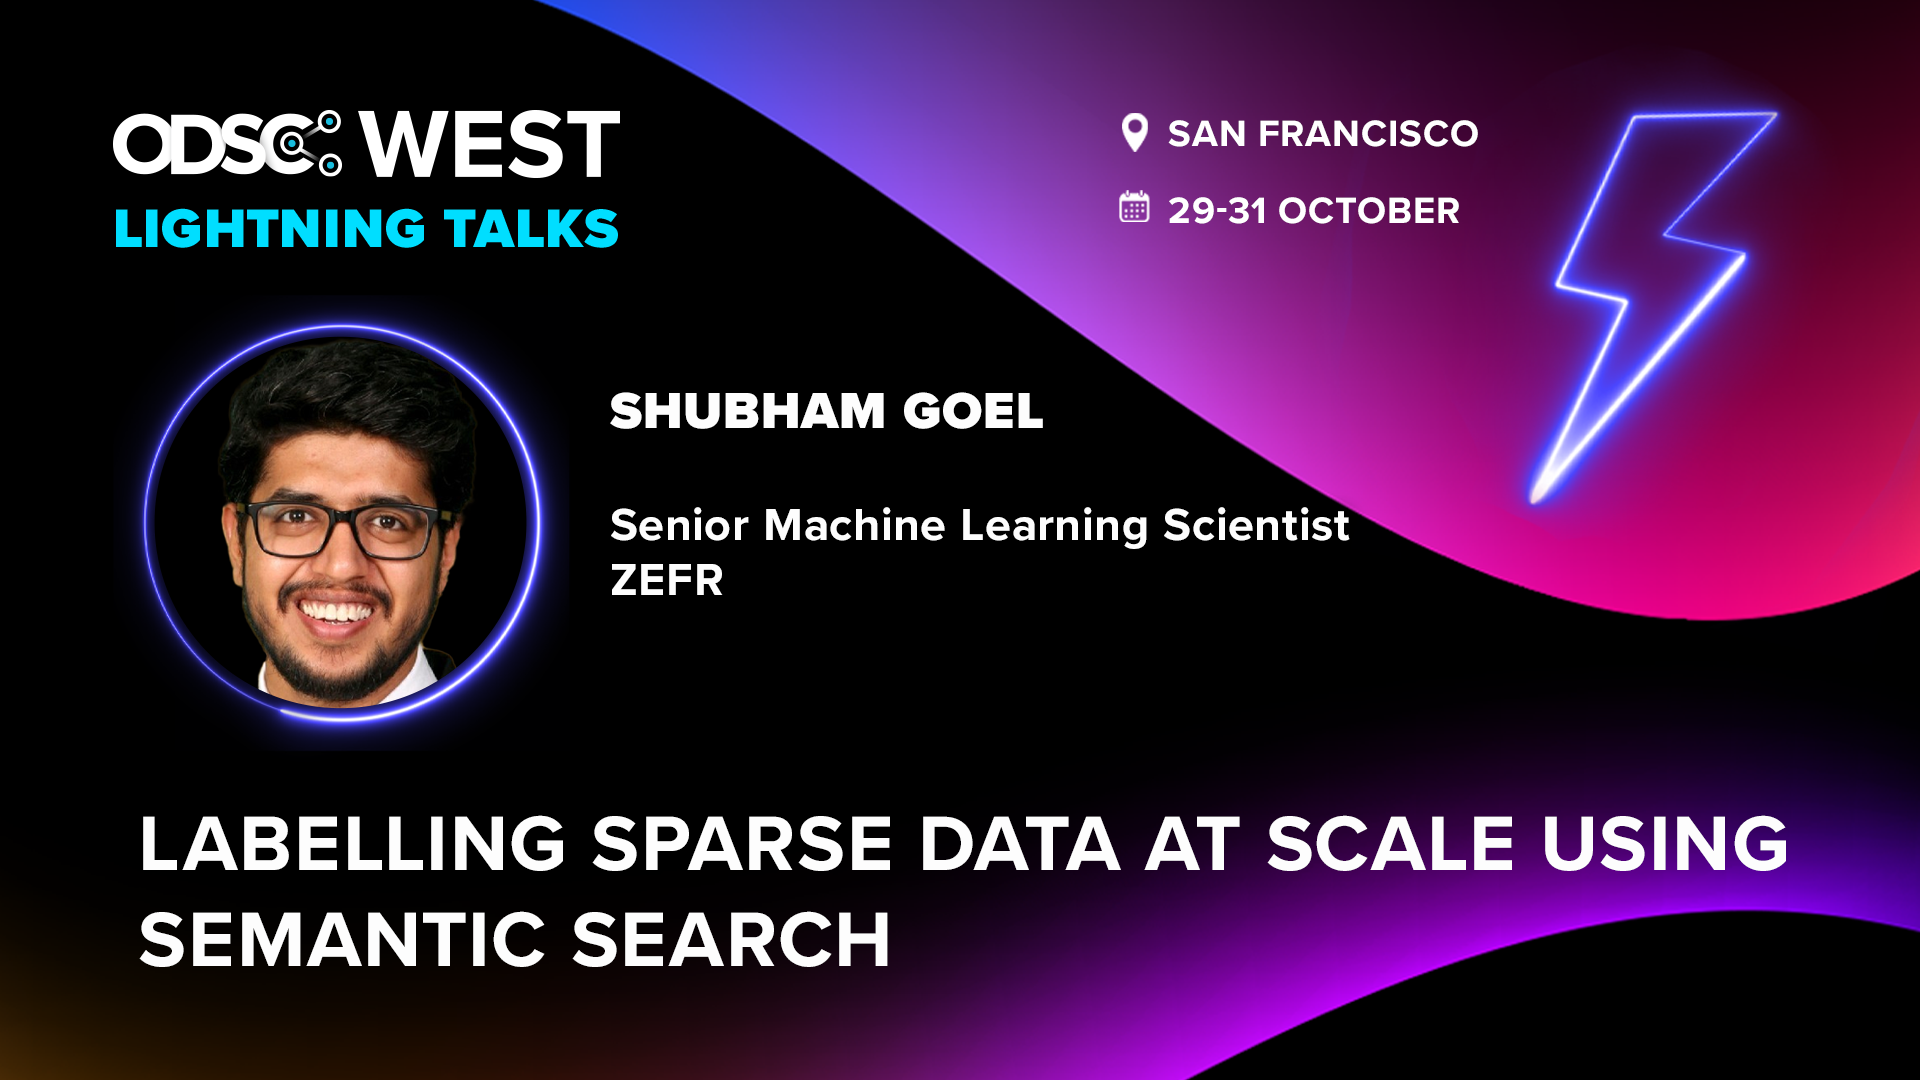 ODSC WEST
LIGHTNING TALKS
SAN FRANCISCO
29-31 OCTOBER
SHUBHAM GOEL
Senior Machine Learning Scientist
ZEFR
LABELLING SPARSE DATA AT SCALE USING
SEMANTIC SEARCH